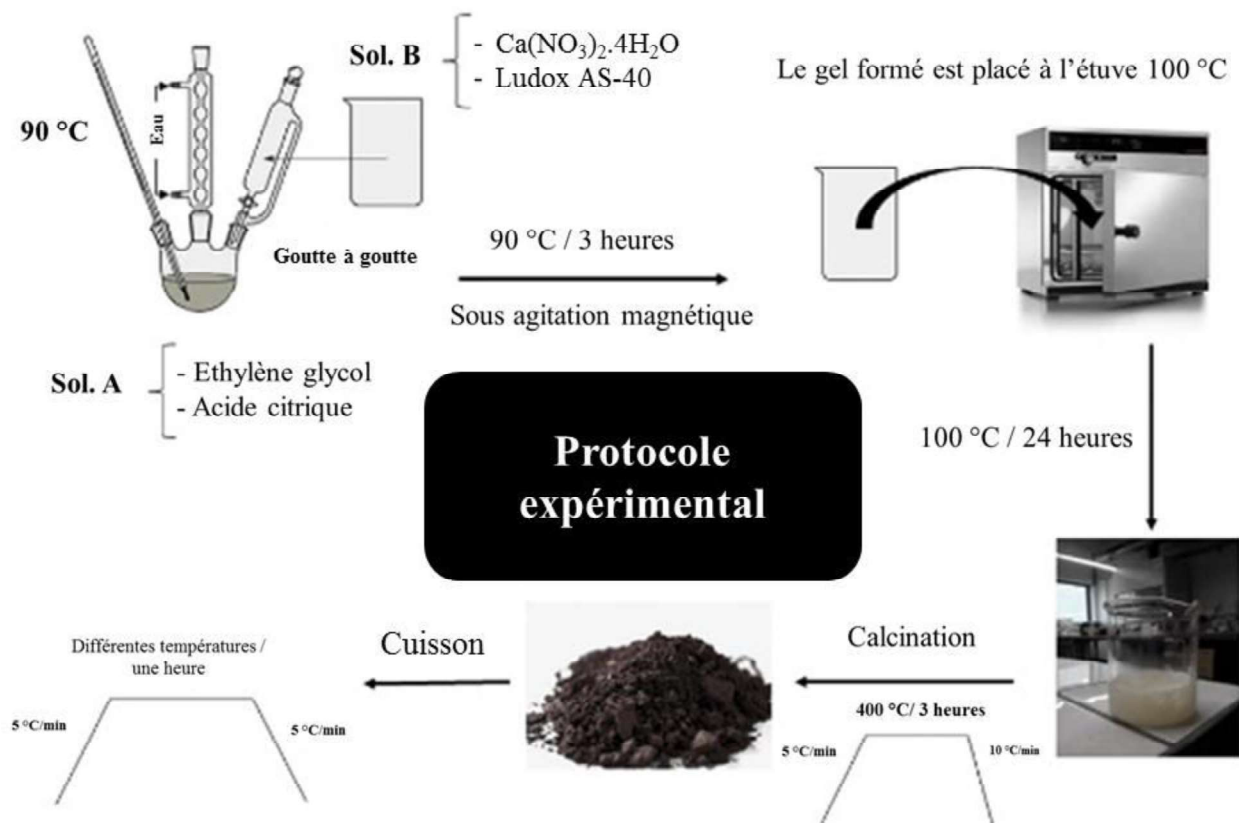 Sol. B
- Ca(NO3)2.4H2O
- Ludox AS-40
90 °C
Eau
Goutte à goutte
Sol. A
- Ethylène glycol
- Acide citrique
90 °C / 3 heures
Sous agitation magnétique
Le gel formé est placé à l’étuve 100 °C
100 °C / 24 heures
Protocole
expérimental
Calcination
400 °C/ 3 heures
5 °C/min
10 °C/min
Cuisson
Différentes températures /
une heure
5 °C/min
5 °C/min